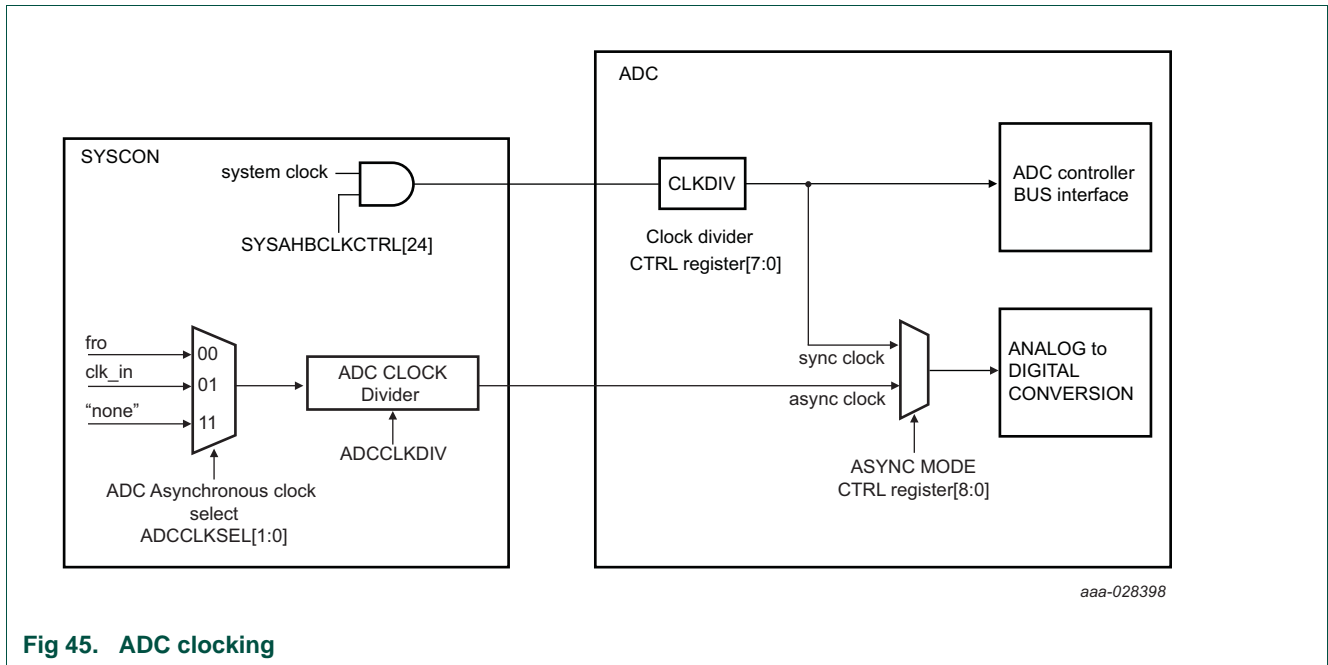 SYSCON
system clock
SYSAHBCLKCTRL[24]
fro
00
clk_in
01
“none”
11
ADC CLOCK
Divider
ADCCLKDIV
ADC Asynchronous clock
select
ADCCLKSEL[1:0]
ADC
CLKDIV
Clock divider
CTRL register[7:0]
ADC controller
BUS interface
sync clock
async clock
ANALOG to
DIGITAL
CONVERSION
ASYNC MODE
CTRL register[8:0]
aaa-028398
Fig 45. ADC clocking